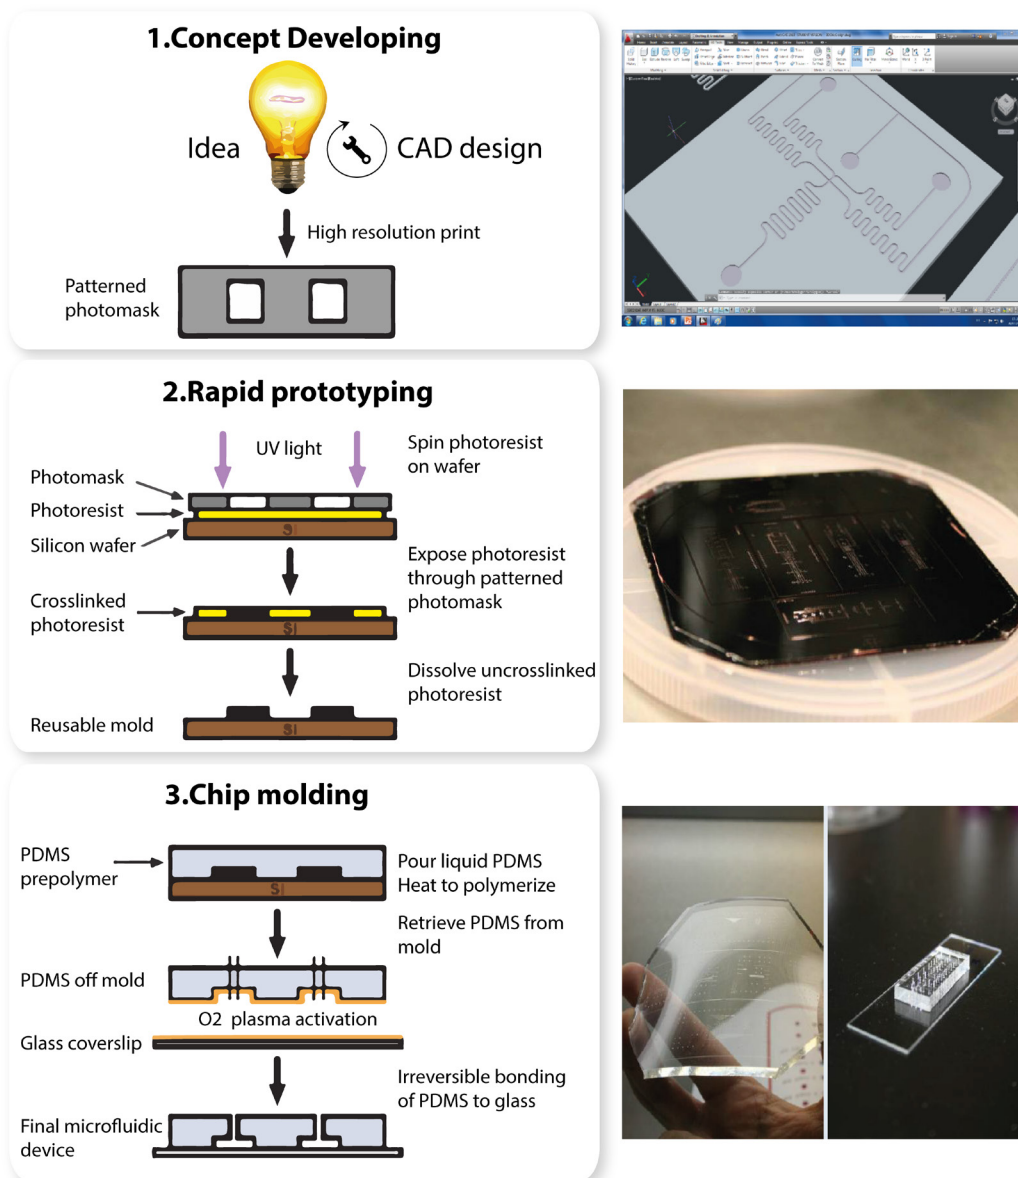 1.Concept Developing
Idea
CAD design
High resolution print
Patterned
photomask
2.Rapid prototyping
UV light
Spin photoresist
on wafer
Photomask
Photoresist
Silicon wafer
Si
Expose photoresist
through patterned
photomask
Crosslinked
photoresist
Si
Dissolve uncrosslinked
photoresist
Reusable mold
Si
3.Chip molding
PDMS
prepolymer
Pour liquid PDMS
Heat to polymerize
Si
Retrieve PDMS from
mold
PDMS off mold
O2 plasma activation
Glass coverslip
Irreversible bonding
of PDMS to glass
Final microfluidic
device